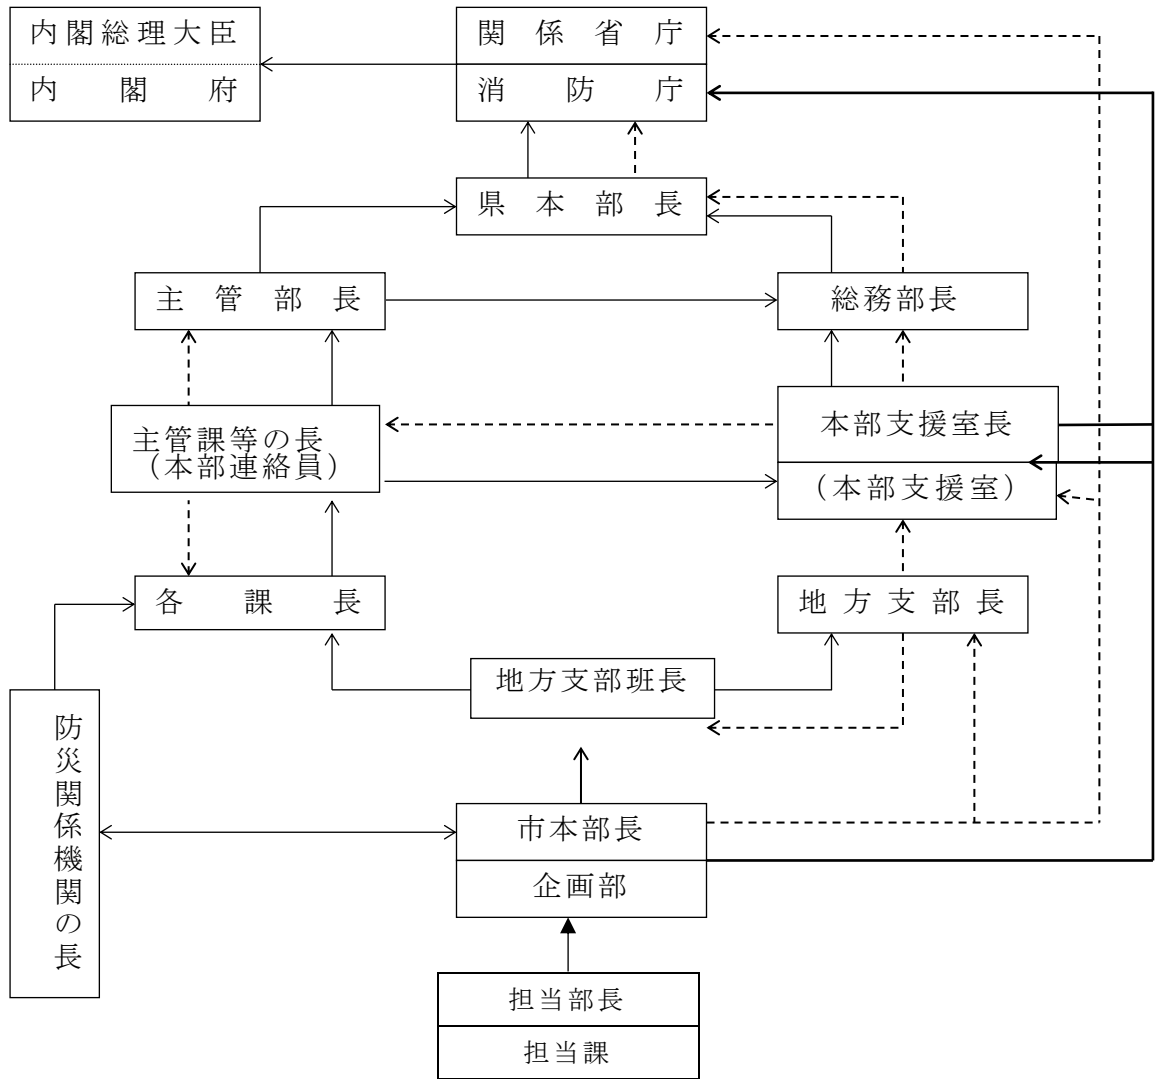 内閣総理大臣
内閣府
関係省庁
消防庁
県本部長
主管部長
総務部長
本部支援室長
（本部支援室）
主管課等の長
（本部連絡員）
各課長
地方支部長
地方支部班長
防災関係機関の長
市本部長
企画部
担当部長
担当課